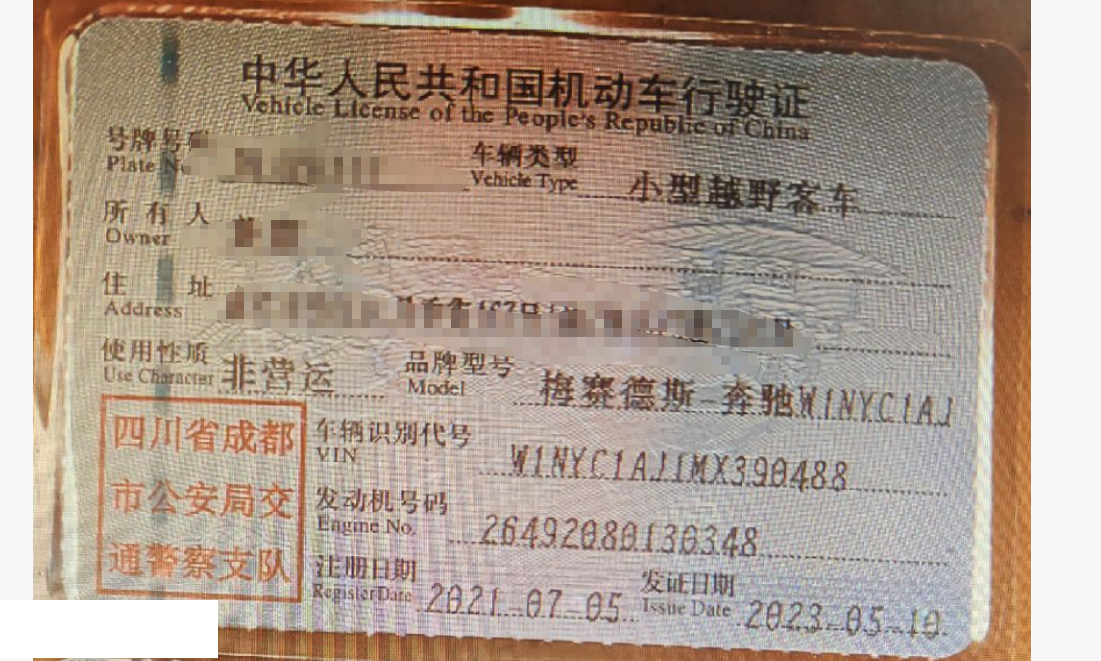 中华人民共和国机动车行驶证
Vehicle License of the People's Republic of China
号牌号码
Plate No.
车辆类型 小型越野客车
Vehicle Type
所有人
Owner
住址
Address
使用性质 非营运
Use Character
品牌型号 梅赛德斯-奔驰W1NYC1AJ
Model
四川省成都
市公安局交
通警察支队
车辆识别代号
VIN W1NYC1AJ1MX390488
发动机号码
Engine No. 26492080130348
注册日期 2021-07-05
Register Date
发证日期 2023-05-10
Issue Date